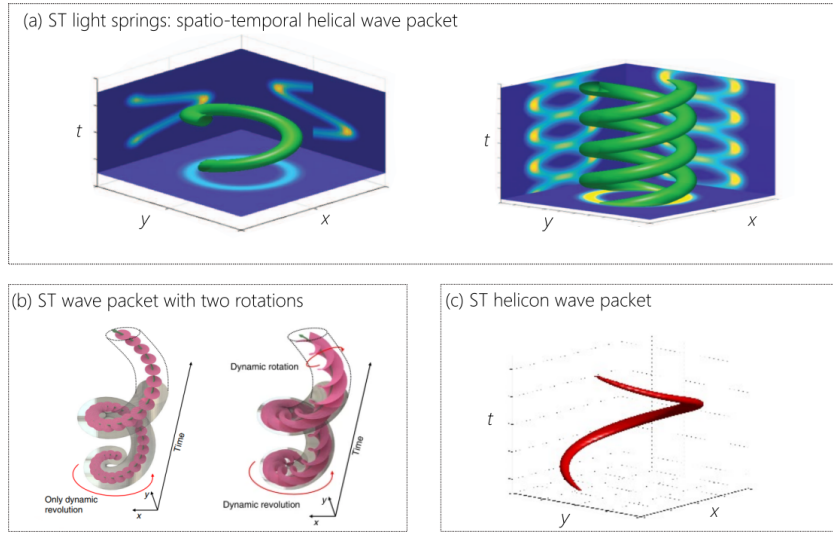 (a) ST light springs: spatio-temporal helical wave packet
t
y
x
t
y
x
(b) ST wave packet with two rotations
Dynamic rotation
Time
Time
Only dynamic
revolution
y
x
Dynamic revolution
y
x
(c) ST helicon wave packet
t
y
x